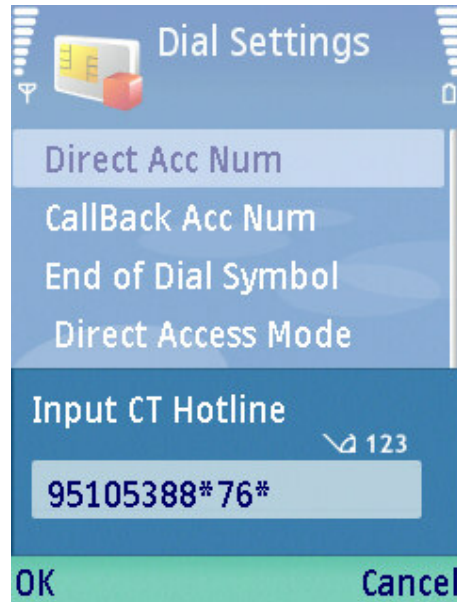 Dial Settings
Direct Acc Num
CallBack Acc Num
End of Dial Symbol
Direct Access Mode
Input CT Hotline
123
95105388*76*
OK Cancel